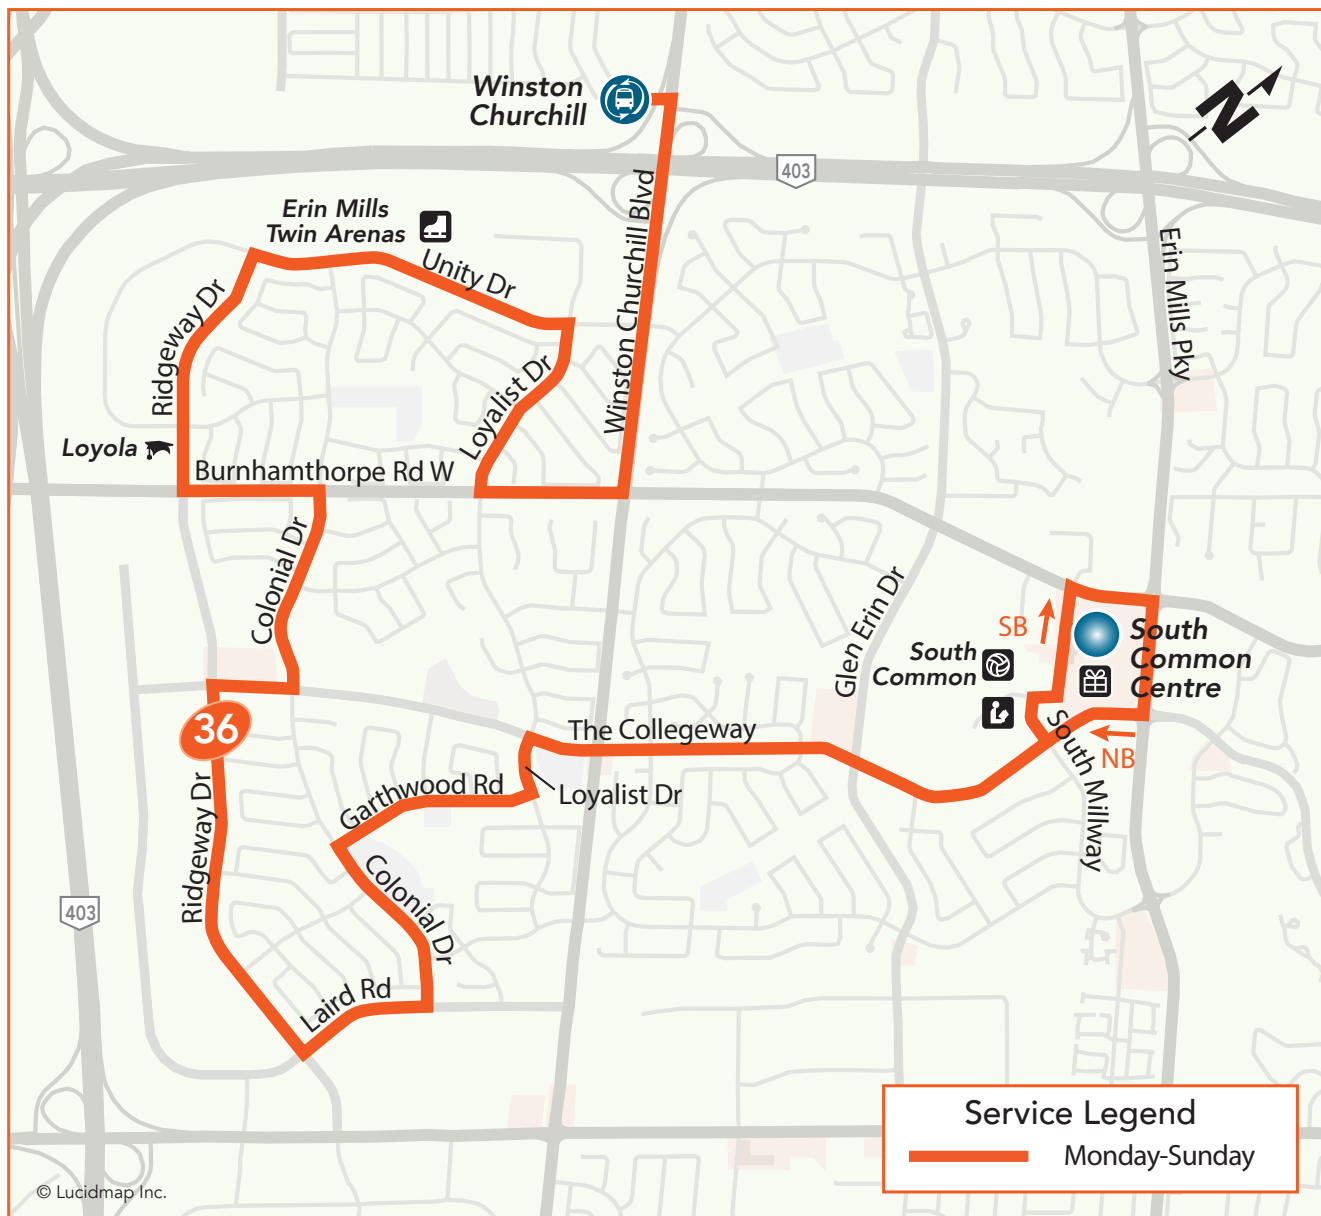 Winston
Churchill
N
403
Erin Mills
Twin Arenas
Unity Dr
Winston Churchill Blvd
Erin Mills Pky
Ridgeway Dr
Loyalist Dr
Loyola
Burnhamthorpe Rd W
Colonial Dr
Glen Erin Dr
SB
South
Common
Centre
South
Common
36
The Collegeway
South Millway
NB
Garthwood Rd
Loyalist Dr
Ridgeway Dr
Colonial Dr
403
Laird Rd
Service Legend
Monday-Sunday
© Lucidmap Inc.